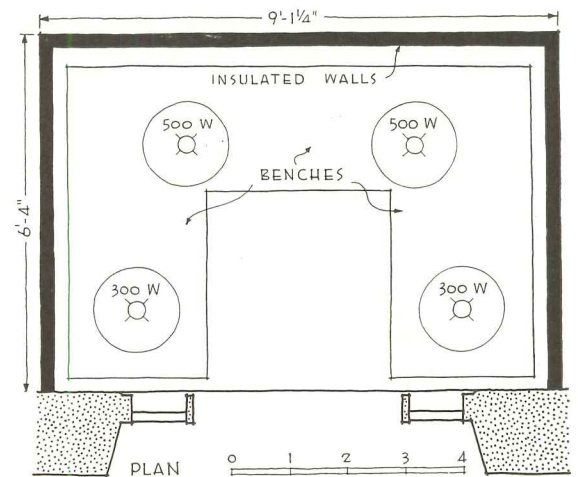 9'-1¼"
INSULATED WALLS
500 W
500 W
BENCHES
6'-4"
300 W
300 W
PLAN
0 1 2 3 4